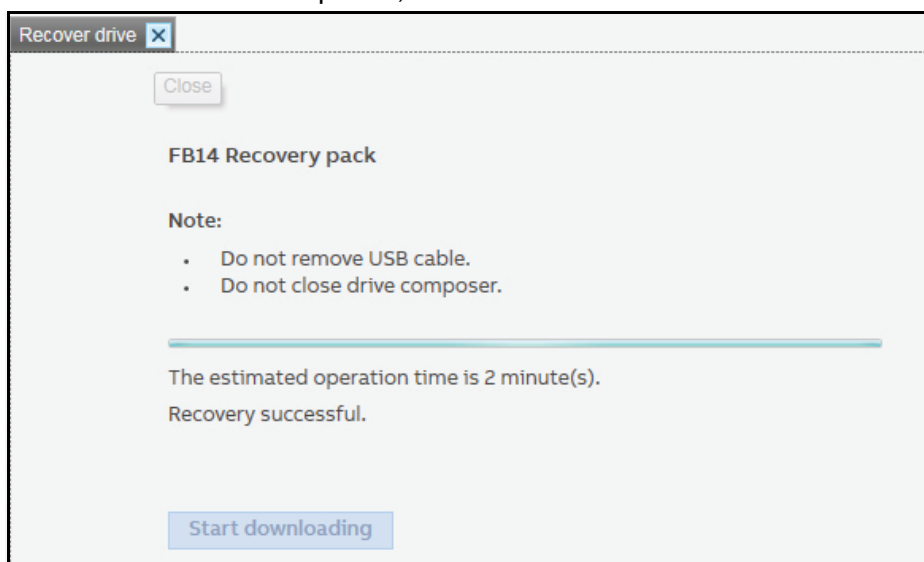 Recover drive
Close
FB14 Recovery pack
Note:
• Do not remove USB cable.
• Do not close drive composer.
The estimated operation time is 2 minute(s).
Recovery successful.
Start downloading